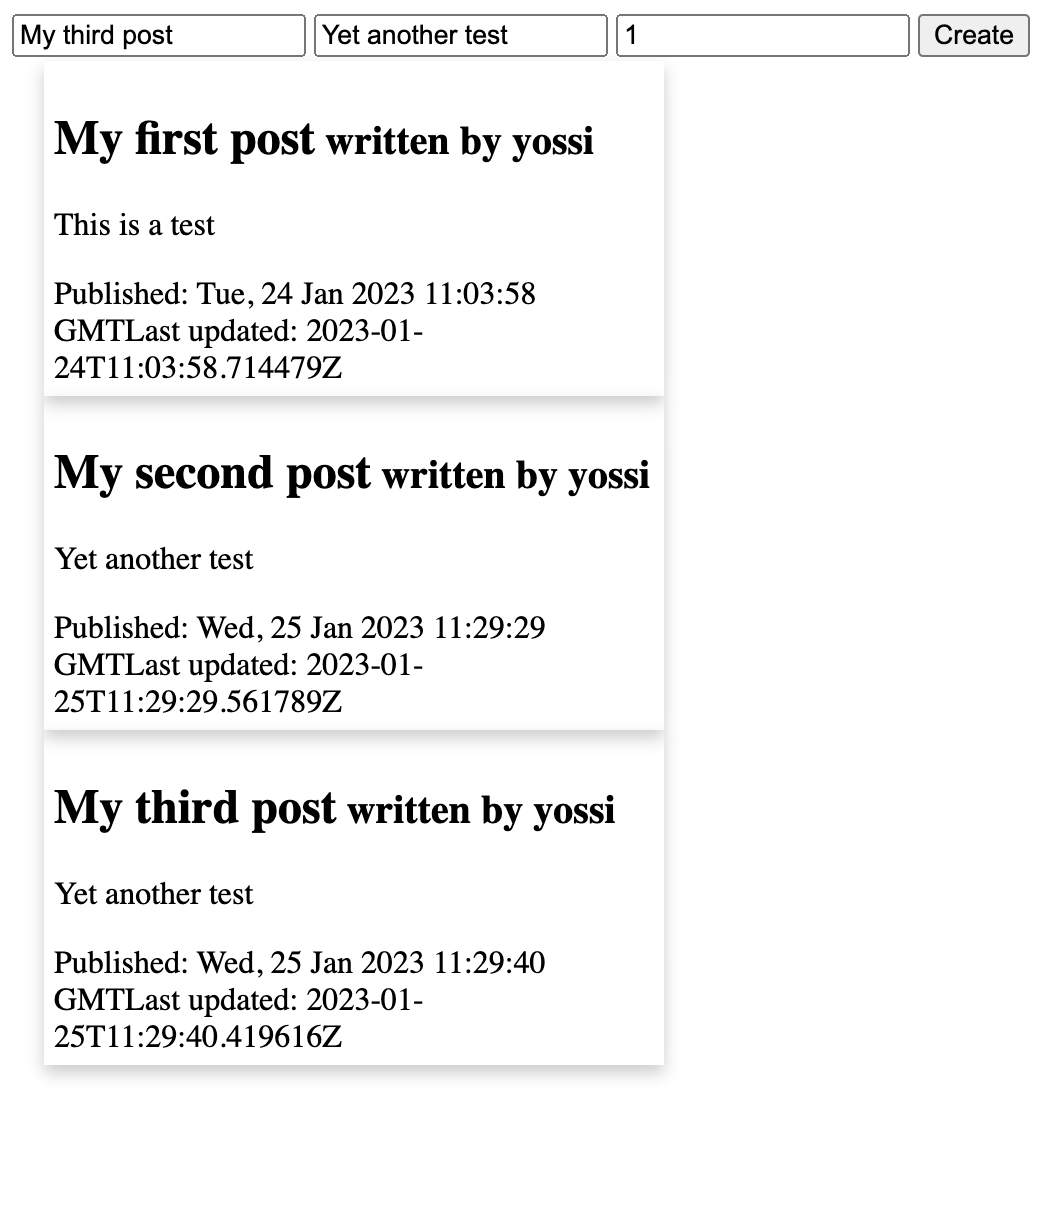 My third post Yet another test 1 Create
My first post written by yossi
This is a test
Published: Tue, 24 Jan 2023 11:03:58
GMTLast updated: 2023-01-
24T11:03:58.714479Z
My second post written by yossi
Yet another test
Published: Wed, 25 Jan 2023 11:29:29
GMTLast updated: 2023-01-
25T11:29:29.561789Z
My third post written by yossi
Yet another test
Published: Wed, 25 Jan 2023 11:29:40
GMTLast updated: 2023-01-
25T11:29:40.419616Z